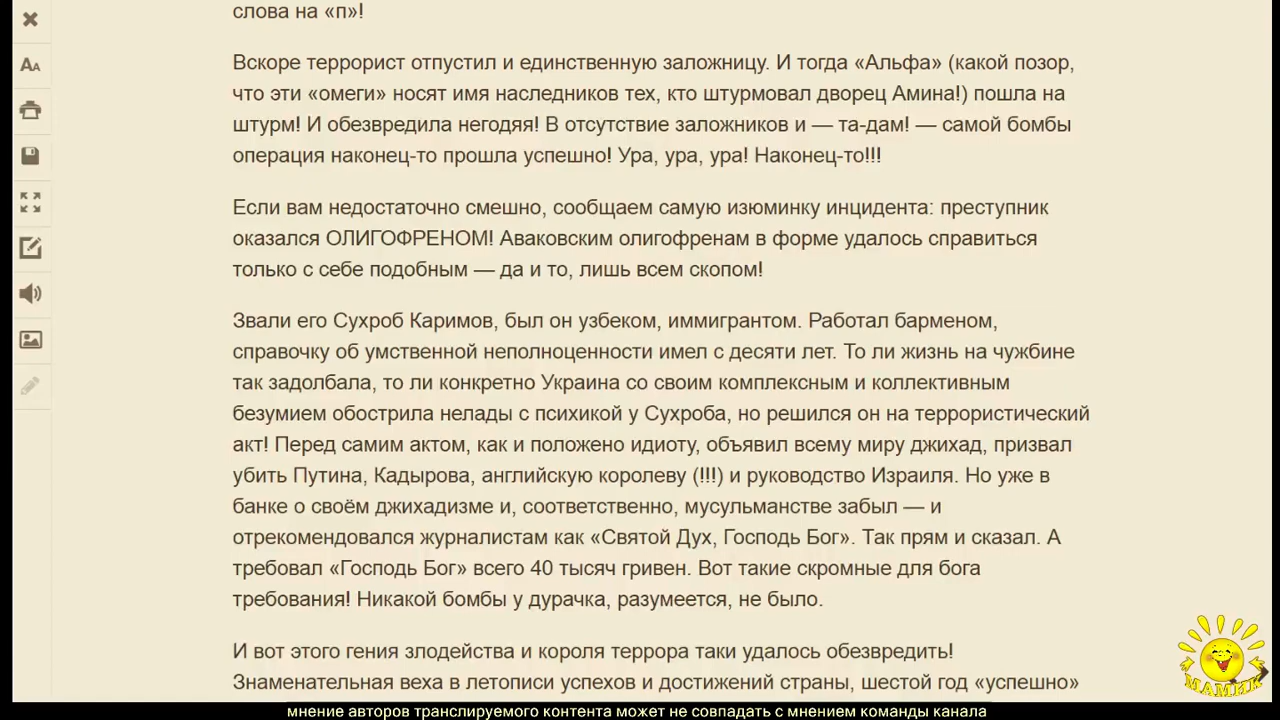 слова на «п»!
Вскоре террорист отпустил и единственную заложницу. И тогда «Альфа» (какой позор,
что эти «омеги» носят имя наследников тех, кто штурмовал дворец Амина!) пошла на
штурм! И обезвредила негодяя! В отсутствие заложников и — та-дам! — самой бомбы
операция наконец-то прошла успешно! Ура, ура, ура! Наконец-то!!!
Если вам недостаточно смешно, сообщаем самую изюминку инцидента: преступник
оказался ОЛИГОФРЕНОМ! Аваковским олигофренам в форме удалось справиться
только с себе подобным — да и то, лишь всем скопом!
Звали его Сухроб Каримов, был он узбеком, иммигрантом. Работал барменом,
справочку об умственной неполноценности имел с десяти лет. То ли жизнь на чужбине
так задолбала, то ли конкретно Украина со своим комплексным и коллективным
безумием обострила нелады с психикой у Сухроба, но решился он на террористический
акт! Перед самим актом, как и положено идиоту, объявил всему миру джихад, призвал
убить Путина, Кадырова, английскую королеву (!!!) и руководство Израиля. Но уже в
банке о своём джихадизме и, соответственно, мусульманстве забыл — и
отрекомендовался журналистам как «Святой Дух, Господь Бог». Так прям и сказал. А
требовал «Господь Бог» всего 40 тысяч гривен. Вот такие скромные для бога
требования! Никакой бомбы у дурачка, разумеется, не было.
И вот этого гения злодейства и короля террора таки удалось обезвредить!
Знаменательная веха в летописи успехов и достижений страны, шестой год «успешно»
МАМИК
мнение авторов транслируемого контента может не совпадать с мнением команды канала